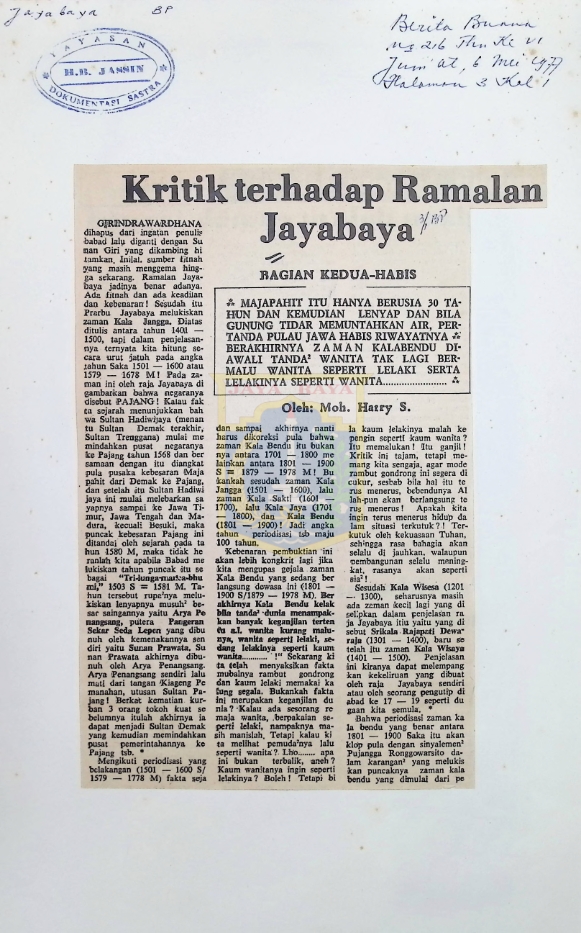 Jayabaya BP
Berita Buana
No 216 Thn Ke VI
Jum'at, 6 Mei 1977
Halaman 3 Kol 1
YAYASAN
H.B. JASSIN
DOKUMENTASI SASTRA
Kritik terhadap Ramalan
Jayabaya
BAGIAN KEDUA-HABIS
MAJAPAHIT ITU HANYA BERUSIA 30 TA-
HUN DAN KEMUDIAN LENYAP DAN BILA
GUNUNG TIDAR MEMUNTAHKAN AIR, PER-
TANDA PULAU JAWA HABIS RIWAYATNYA
BERAKHIRNYA ZAMAN KALABENDU DI-
AWALI TANDA² WANITA TAK LAGI BER-
MALU WANITA SEPERTI LELAKI SERTA
LELAKINYA SEPERTI WANITA..................
Oleh: Moh. Harry S.
GIRINDRAWARDHANA
dihapus dari ingatan penulis
babad lalu diganti dengan Su
nan Giri yang dikambing hi
tamkan. Inilah sumber fitnah
yang masih menggema hing-
ga sekarang. Ramalan Jaya-
baya jadinya benar adanya.
Ada fitnah dan ada keadilan
dan kebenaran! Sesudah itu
Prabu Jayabaya melukiskan
zaman Kala Jangga. Diatas
ditulis antara tahun 1401 —
1500, tapi dalam penjelasan-
nya ternyata kita hitung se-
cara urut jatuh pada angka
tahun Saka 1501 — 1600 atau
1579 — 1678 M! Pada za-
man ini oleh raja Jayabaya di
gambarkan bahwa negaranya
disebut PAJANG! Kalau fak
ta sejarah menunjukkan bah
wa Sultan Hadiwijaya (menan
tu Sultan Demak terakhir,
Sultan Trenggana) mulai me
mindahkan pusat negaranya
ke Pajang tahun 1568 dan ber
samaan dengan itu diangkat
pula pusaka kebesaran Maja
pahit dari Demak ke Pajang,
dan setelah itu Sultan Hadiwi
jaya ini mulai melebarkan sa
yapnya sampai ke Jawa Ti-
mur, Jawa Tengah dan Ma-
dura, kecuali Besuki, maka
puncak kebesaran Pajang ini
ditandai oleh sejarah pada ta
hun 1580 M, maka tidak he
ranlah kita apabila Babad me
lukiskan tahun puncak itu se
bagai
1503 S = 1581 M. Ta-
hun tersebut rupa²nya melu-
kiskan lenyapnya musuh² be-
sar saingannya yaitu Arya Pe
nangsang, putera Pangeran
Sekar Seda Lepen yang dibu
nuh oleh kemenakannya sen
diri yaitu Sunan Prawata, Su
nan Prawata akhirnya dibu-
nuh oleh Arya Penangsang.
Arya Penangsang sendiri lalu
mati dari tangan Kiageng Pe
manahan, utusan Sultan Pa-
jang! Berkat kematian kur-
ban 3 orang tokoh kuat se
belumnya itulah akhirnya ia
dapat menjadi Sultan Demak
yang kemudian memindahkan
pusat pemerintahannya ke
Pajang tsb. *
Mengikuti periodisasi yang
belakangan (1501 — 1600 S/
1579 — 1778 M) fakta seja
dan sampai akhirnya nanti
harus dikoreksi pula bahwa
zaman Kala Bendu itu bukan
nya antara 1701 — 1800 me
lainkan antara 1801 — 1900
S = 1879 — 1978 M! Bu
kankah sesudah zaman Kala
Jangga (1501 — 1600), lalu
zaman Kala Sakti (1601 —
1700), lalu Kala Jaya (1701
— 1800), dan Kala Bendu
(1801 — 1900)! Jadi angka
tahun periodisasi tsb maju
100 tahun.
Kebenaran pembuktian ini
akan lebih kongkrit lagi jika
kita mengupas gejala zaman
Kala Bendu yang sedang ber
langsung dewasa ini (1801 —
1900 S/1879 — 1978 M). Ber
akhirnya Kala Bendu kelak
bila tanda² dunia menampak-
kan banyak keganjilan terten
tu a.l. wanita kurang malu-
nya, wanita seperti lelaki, se-
dang lelakinya seperti kaum
wanita............!" Sekarang ki
ta telah menyaksikan fakta
mulainya rambut gondrong
dan kaum lelaki memakai ka
lung segala. Bukankah fakta
ini merupakan keganjilan du
nia? Kalau ada seorang re
maja wanita, berpakaian se-
perti lelaki, nampaknya ma-
sih manislah, Tetapi kalau ki
ta melihat pemuda²nya lalu
seperti wanita? Lho....... apa
ini bukan terbalik, aneh?
Kaum wanitanya ingin seperti
lelakinya? Boleh! Tetapi bi
la kaum lelakinya malah ke
pengin seperti kaum wanita?
Itu memalukan! Itu ganjil!
Kritik ini tajam, tetapi me-
mang kita sengaja, agar mode
rambut gondrong ini segera di
cukur, sesbab bila hal itu te
rus menerus, bebendunya Al
lah-pun akan berlangsung te
rus menerus! Apakah kita
ingin terus menerus hidup da
lam situasi terkutuk?! Ter-
kutuk oleh kekuasaan Tuhan,
sehingga rasa bahagia akan
selalu di jauhkan, walaupun
pembangunan selalu mening-
kat, rasanya akan seperti
sia²!
Sesudah Kala Wisesa (1201
— 1300), seharusnya masih
ada zaman kecil lagi yang di
selipkan dalam penjelasan ra
ja Jayabaya itu yaitu yang di
sebut Srikala Rajapati Dewa-
raja (1301 — 1400), baru se
telah itu zaman Kala Wisaya
(1401 — 1500). Penjelasan
ini kiranya dapat melempang
kan kekeliruan yang dibuat
oleh raja Jayabaya sendiri
atau oleh seorang pengutip di
abad ke 17 — 19 seperti du
gaan kita semula. *
Bahwa periodisasi zaman ka
la bendu yang benar antara
1801 — 1900 Saka itu akan
klop pula dengan sinyalemen²
Pujangga Ronggowarsito da-
lam karangan² yang melukis
kan puncaknya zaman kala
bendu yang dimulai dari pe